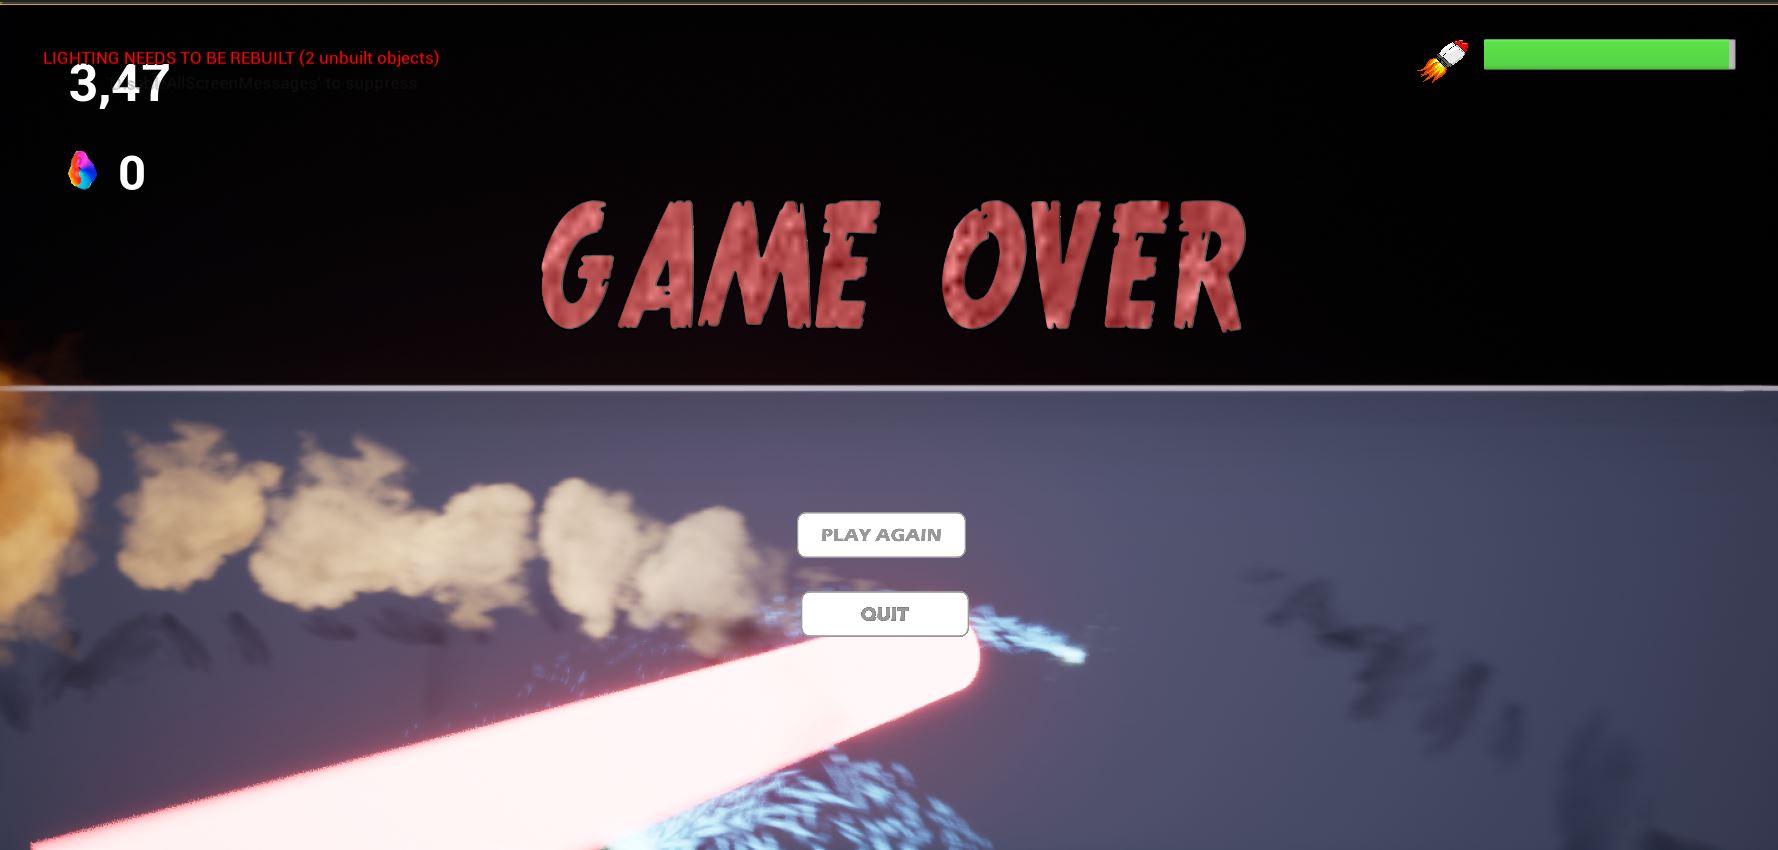 LIGHTING NEEDS TO BE REBUILT (2 unbuilt objects)
3,47
AllScreenMessages' to suppress
0
GAME OVER
PLAY AGAIN
QUIT